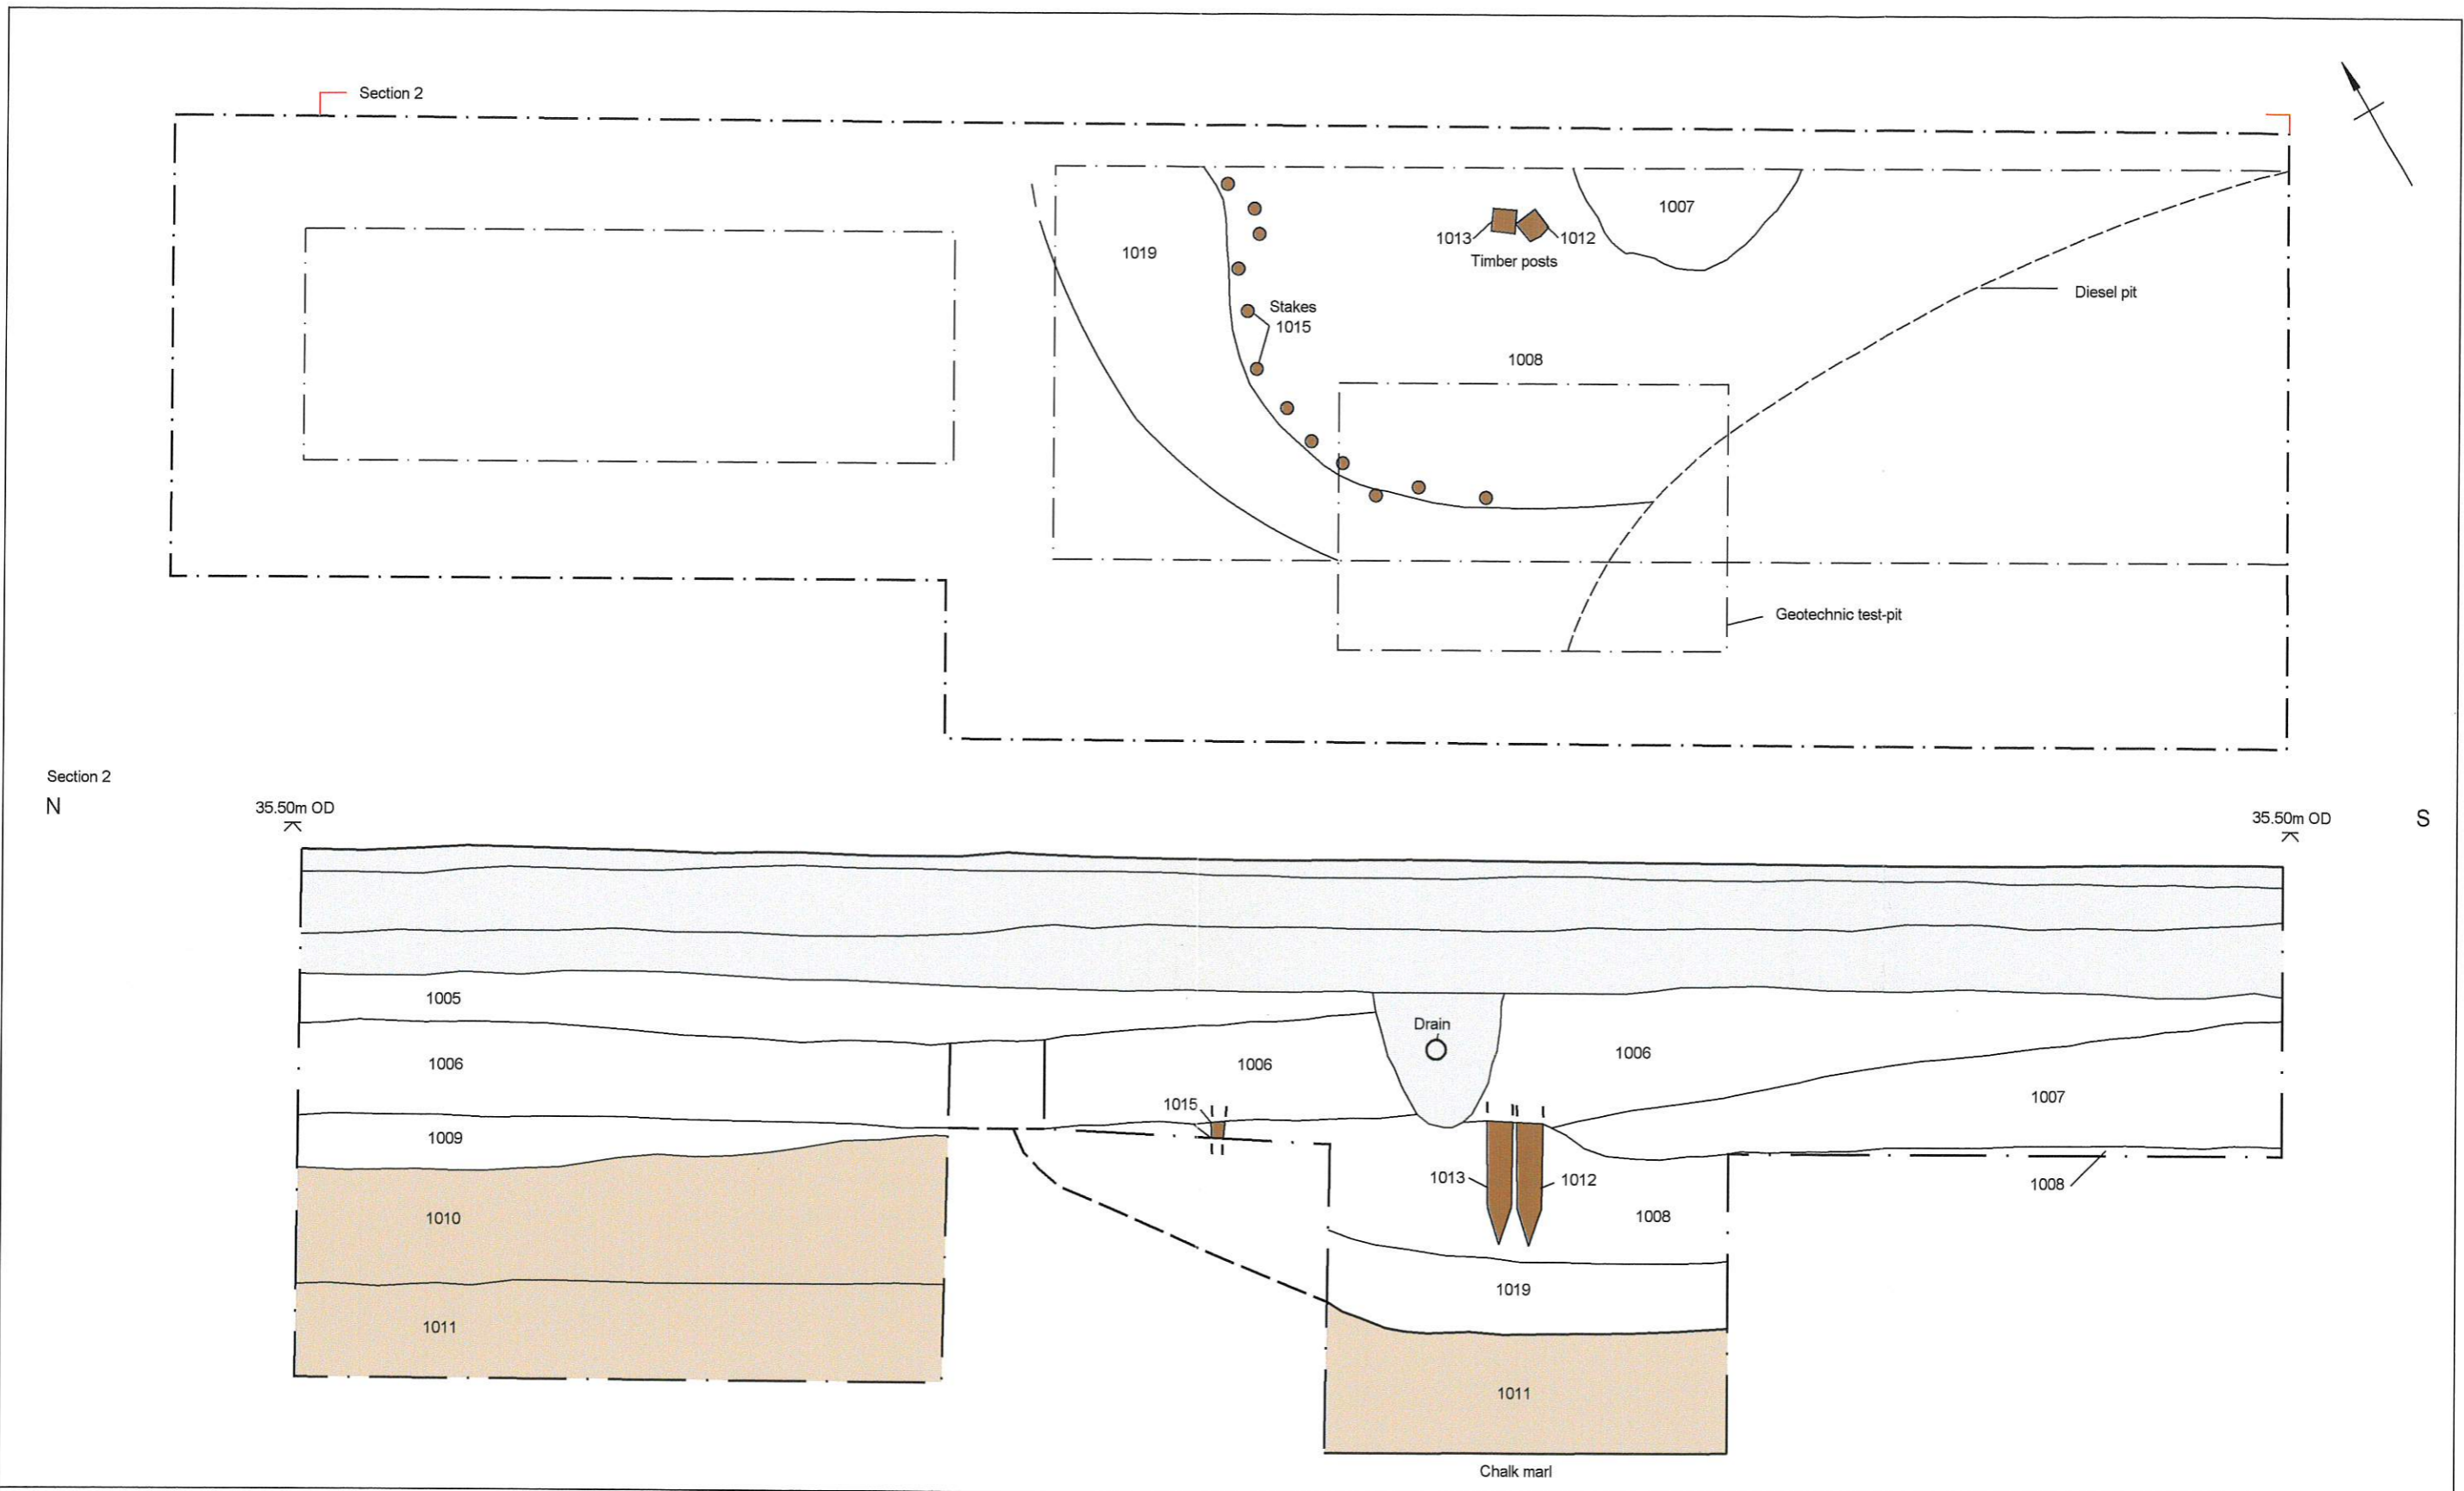 Section 2
1019
1007
1013
1012
Timber posts
Diesel pit
Stakes
1015
1008
Geotechnic test-pit
Section 2
N
35.50m OD
35.50m OD
S
1005
Drain
1006
1006
1006
1007
1015
1009
1013
1012
1008
1008
1010
1019
1011
1011
Chalk marl